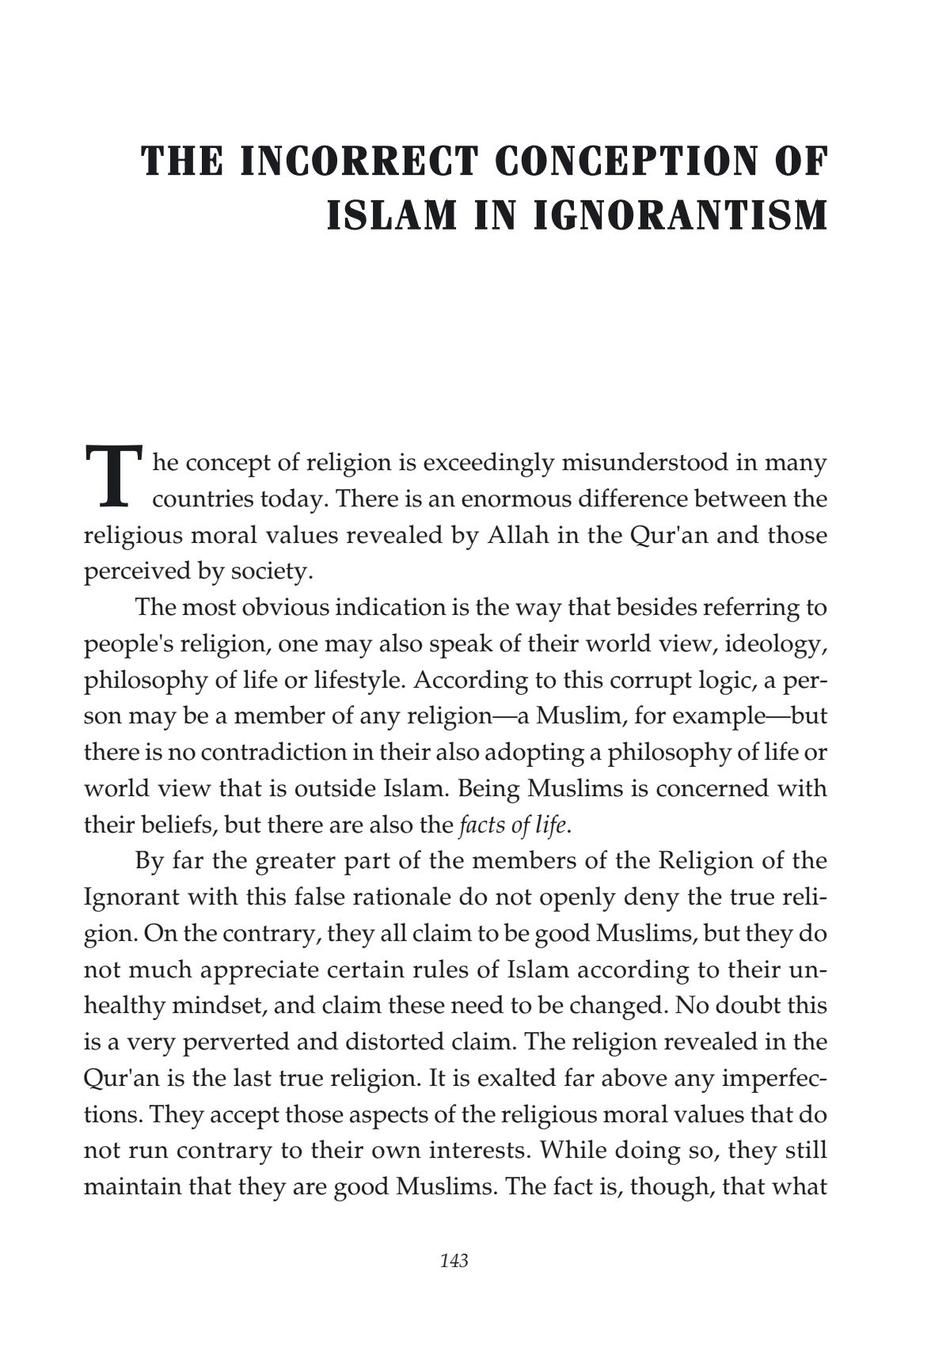 THE INCORRECT CONCEPTION OF
ISLAM IN IGNORANTISM
The concept of religion is exceedingly misunderstood in many
countries today. There is an enormous difference between the
religious moral values revealed by Allah in the Qur'an and those
perceived by society.
The most obvious indication is the way that besides referring to
people's religion, one may also speak of their world view, ideology,
philosophy of life or lifestyle. According to this corrupt logic, a per-
son may be a member of any religion—a Muslim, for example—but
there is no contradiction in their also adopting a philosophy of life or
world view that is outside Islam. Being Muslims is concerned with
their beliefs, but there are also the facts of life.
By far the greater part of the members of the Religion of the
Ignorant with this false rationale do not openly deny the true reli-
gion. On the contrary, they all claim to be good Muslims, but they do
not much appreciate certain rules of Islam according to their un-
healthy mindset, and claim these need to be changed. No doubt this
is a very perverted and distorted claim. The religion revealed in the
Qur'an is the last true religion. It is exalted far above any imperfec-
tions. They accept those aspects of the religious moral values that do
not run contrary to their own interests. While doing so, they still
maintain that they are good Muslims. The fact is, though, that what
143